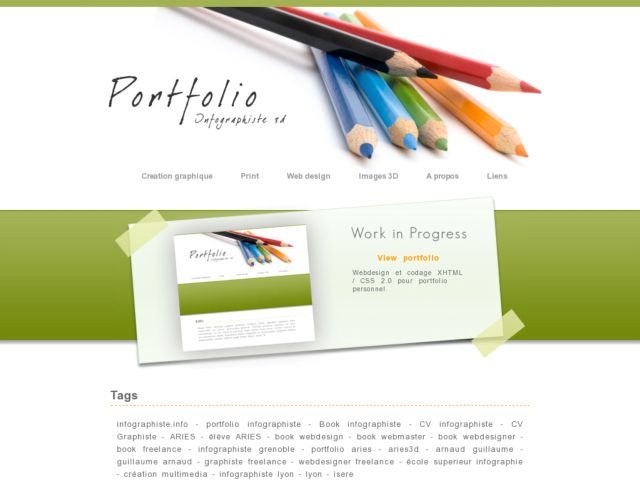 Portfolio
Infographiste 3d
Creation graphique Print Web design Images 3D A propos Liens
Portfolio
Work in Progress
View portfolio
Webdesign et codage XHTML
/ CSS 2.0 pour portfolio
personnel.
Tags
infographiste.info - portfolio infographiste - Book infographiste - CV infographiste - CV
Graphiste - ARIES - élève ARIES - book webdesign - book webmaster - book webdesigner -
book freelance - infographiste grenoble - portfolio aries - aries3d - arnaud guillaume -
guillaume arnaud - graphiste freelance - webdesigner freelance - école superieur infographie
- création multimedia - infographiste lyon - lyon - isere